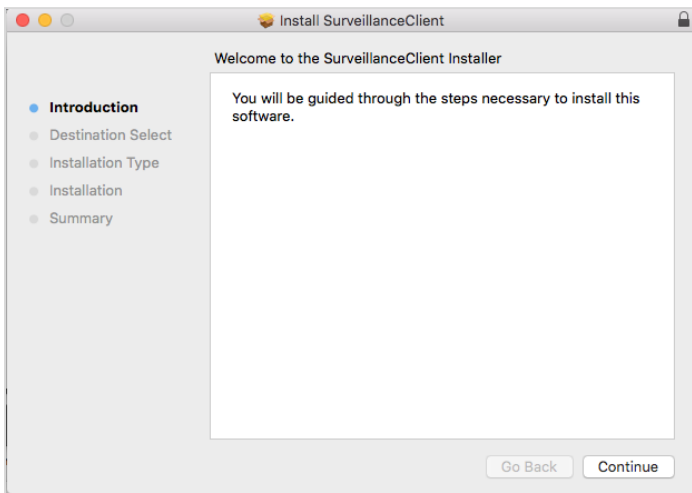 Install SurveillanceClient
Welcome to the SurveillanceClient Installer
Introduction
Destination Select
Installation Type
Installation
Summary
You will be guided through the steps necessary to install this
software.
Go Back
Continue